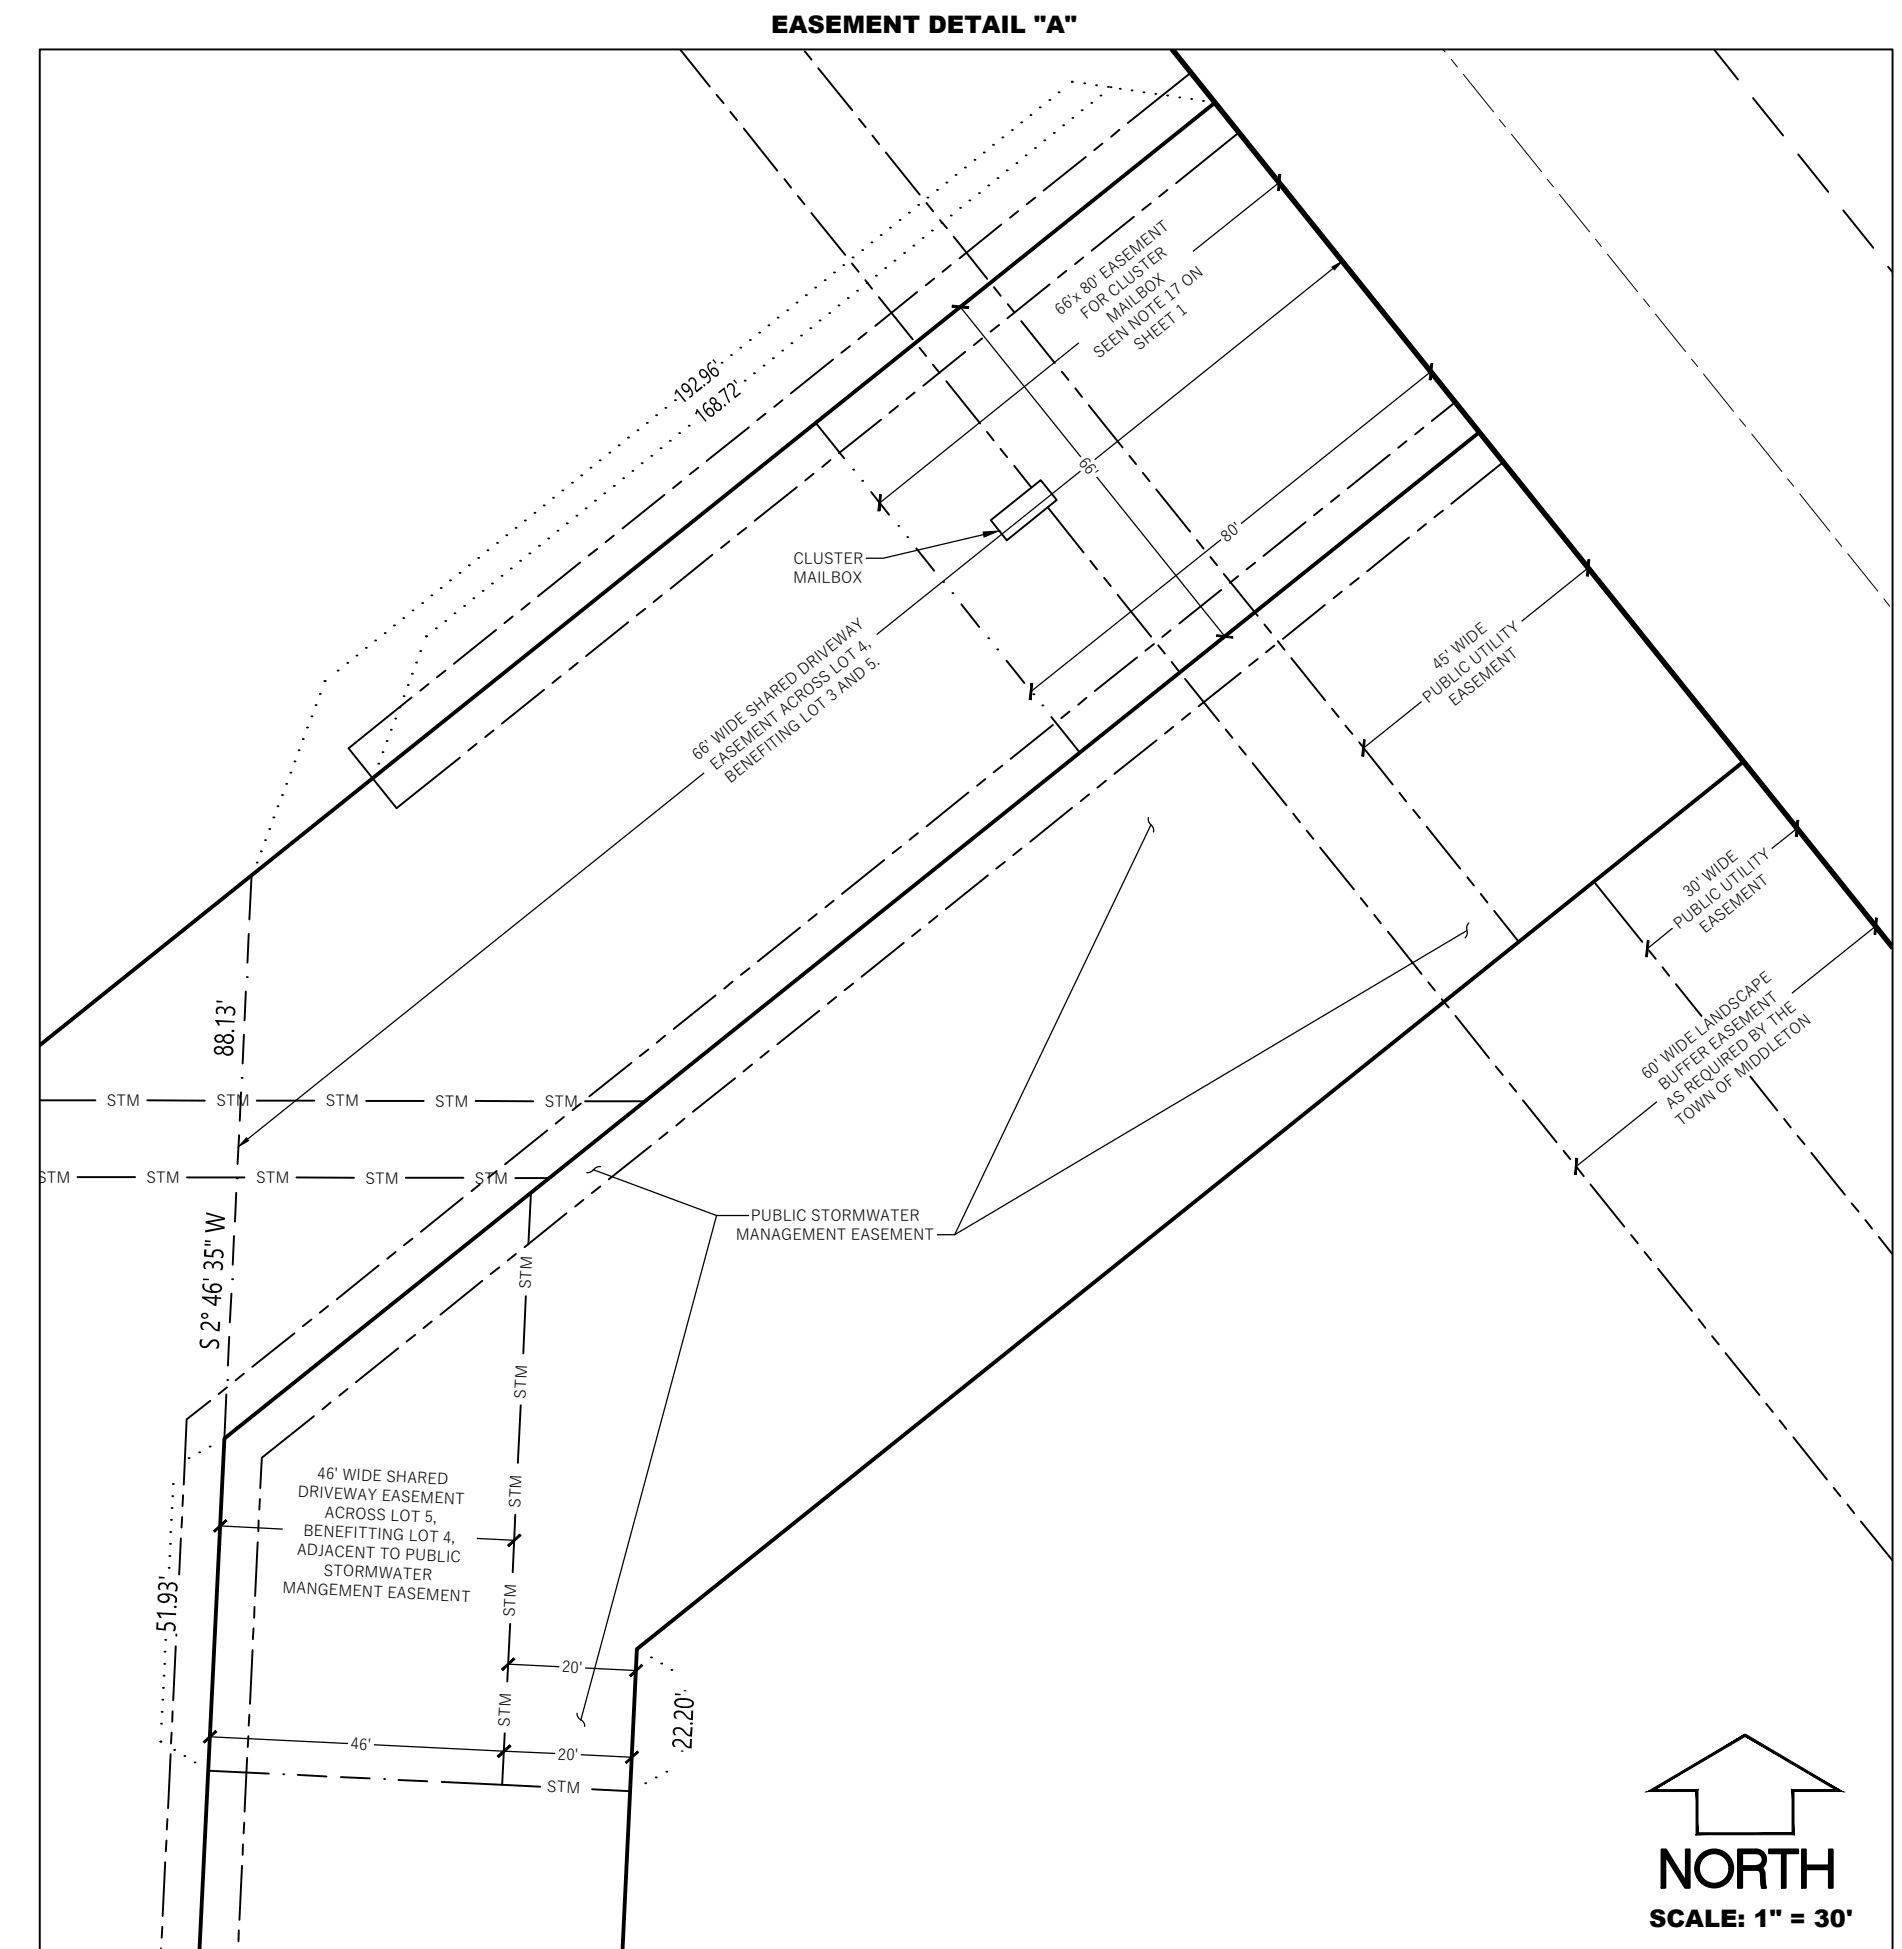 EASEMENT DETAIL "A"
192.96'
168.72'
66'x 80' EASEMENT
FOR CLUSTER
MAILBOX
SEEN NOTE 17 ON
SHEET 1
66'
80'
CLUSTER
MAILBOX
66' WIDE SHARED DRIVEWAY
EASEMENT ACROSS LOT 4,
BENEFITING LOT 3 AND 5.
45' WIDE
PUBLIC UTILITY
EASEMENT
30' WIDE
PUBLIC UTILITY
EASEMENT
60' WIDE LANDSCAPE
BUFFER EASEMENT
AS REQUIRED BY THE
TOWN OF MIDDLETON
88.13'
STM STM STM STM STM
STM STM STM STM STM
S 2° 46' 35" W
PUBLIC STORMWATER
MANAGEMENT EASEMENT
STM
STM
STM
STM
STM
46' WIDE SHARED
DRIVEWAY EASEMENT
ACROSS LOT 5,
BENEFITTING LOT 4,
ADJACENT TO PUBLIC
STORMWATER
MANGEMENT EASEMENT
51.93'
20'
22.20'
46'
20'
STM
NORTH
SCALE: 1" = 30'